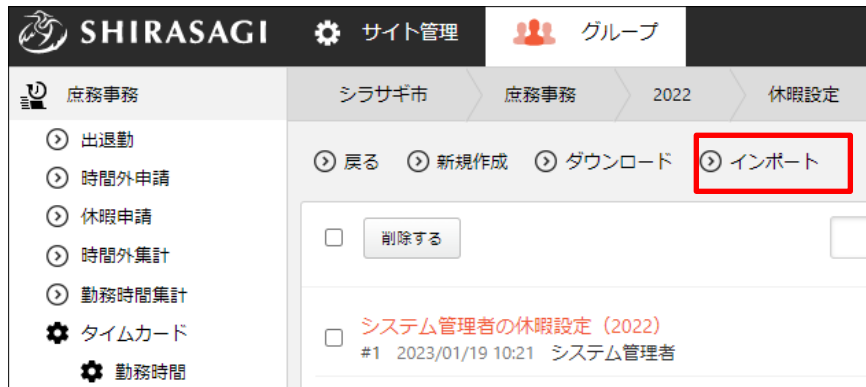 SHIRASAGI サイト管理 グループ
庶務事務
シラサギ市 庶務事務 2022 休暇設定
出退勤
時間外申請
休暇申請
時間外集計
勤務時間集計
タイムカード
勤務時間
戻る 新規作成 ダウンロード インポート
削除する
システム管理者の休暇設定（2022）
#1 2023/01/19 10:21 システム管理者